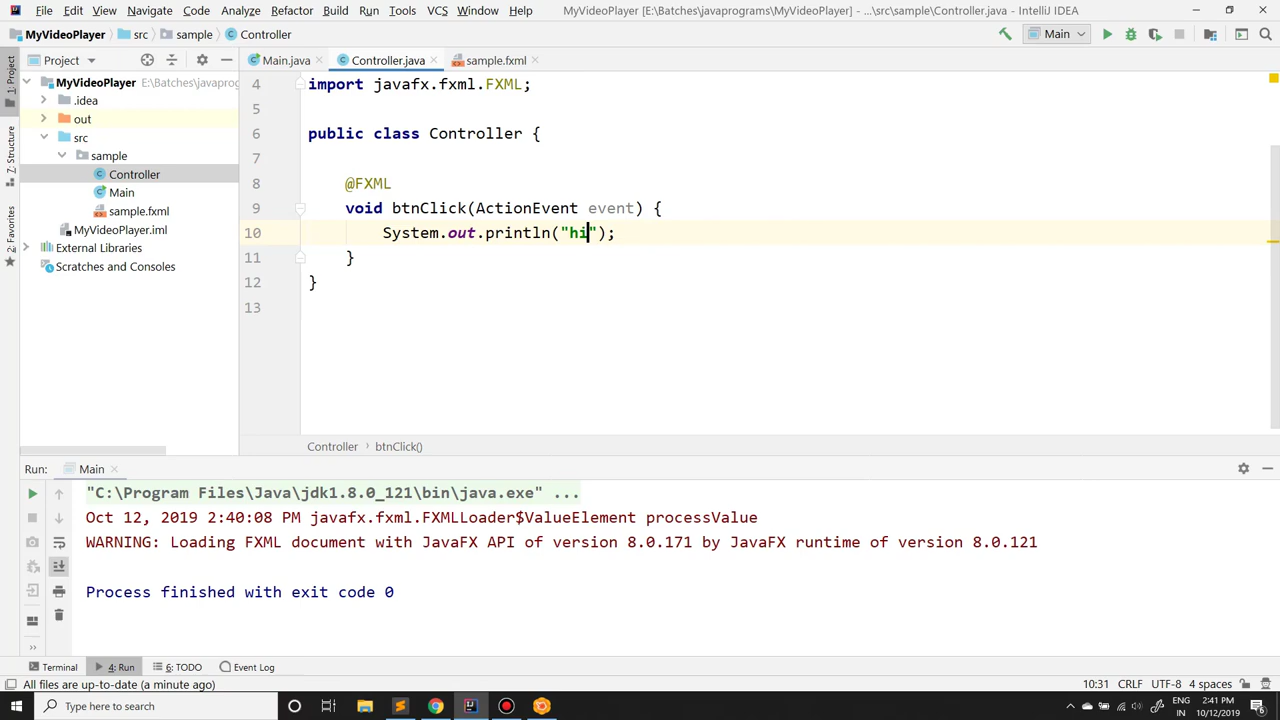 File Edit View Navigate Code Analyze Refactor Build Run Tools VCS Window Help MyVideoPlayer [E:\Batches\javaprograms\MyVideoPlayer] - ...\src\sample\Controller.java - IntelliJ IDEA
MyVideoPlayer src sample Controller Main
1: Project
Z: Structure
2: Favorites
Project
MyVideoPlayer E:\Batches\javaprog
.idea
out
src
sample
Controller
Main
sample.fxml
MyVideoPlayer.iml
External Libraries
Scratches and Consoles
Main.java Controller.java sample.fxml
4 import javafx.fxml.FXML;
5
6 public class Controller {
7
8 @FXML
9 void btnClick(ActionEvent event) {
10 System.out.println("hi");
11 }
12 }
13
Controller › btnClick()
Run: Main
"C:\Program Files\Java\jdk1.8.0_121\bin\java.exe" ...
Oct 12, 2019 2:40:08 PM javafx.fxml.FXMLLoader$ValueElement processValue
WARNING: Loading FXML document with JavaFX API of version 8.0.171 by JavaFX runtime of version 8.0.121
Process finished with exit code 0
Terminal 4: Run 6: TODO Event Log
All files are up-to-date (a minute ago) 10:31 CRLF UTF-8 4 spaces
Type here to search
ENG 2:41 PM
IN 10/12/2019